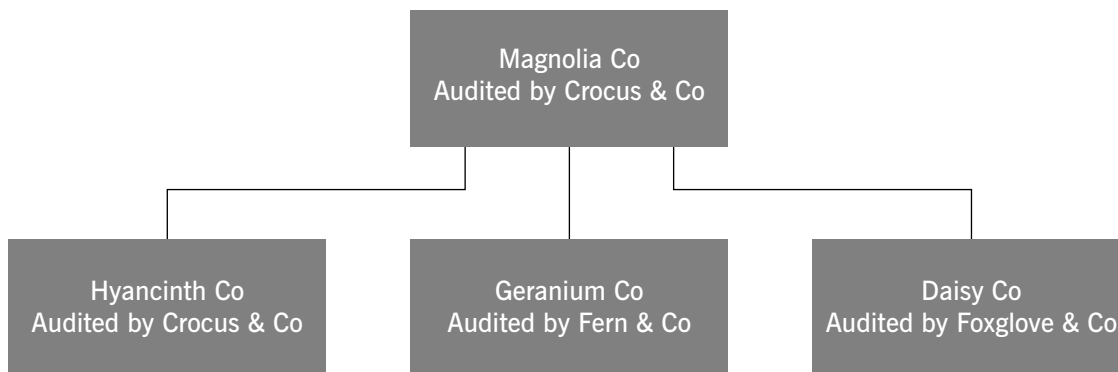 Magnolia Co
Audited by Crocus & Co
Hyancinth Co
Audited by Crocus & Co
Geranium Co
Audited by Fern & Co
Daisy Co
Audited by Foxglove & Co